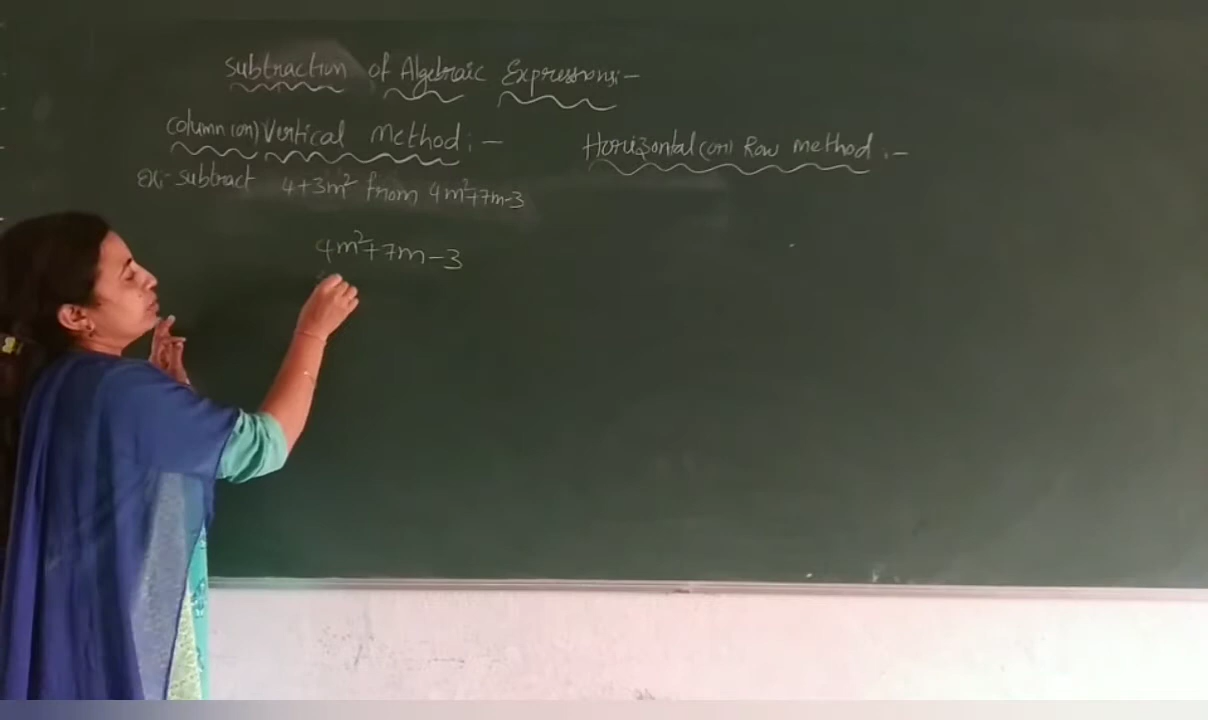 Subtraction of Algebraic Expressions:-
Column (or) Vertical Method :-
Ex:- Subtract 4+3m² from 4m²+7m-3
4m²+7m-3
Horizontal (or) Row method :-